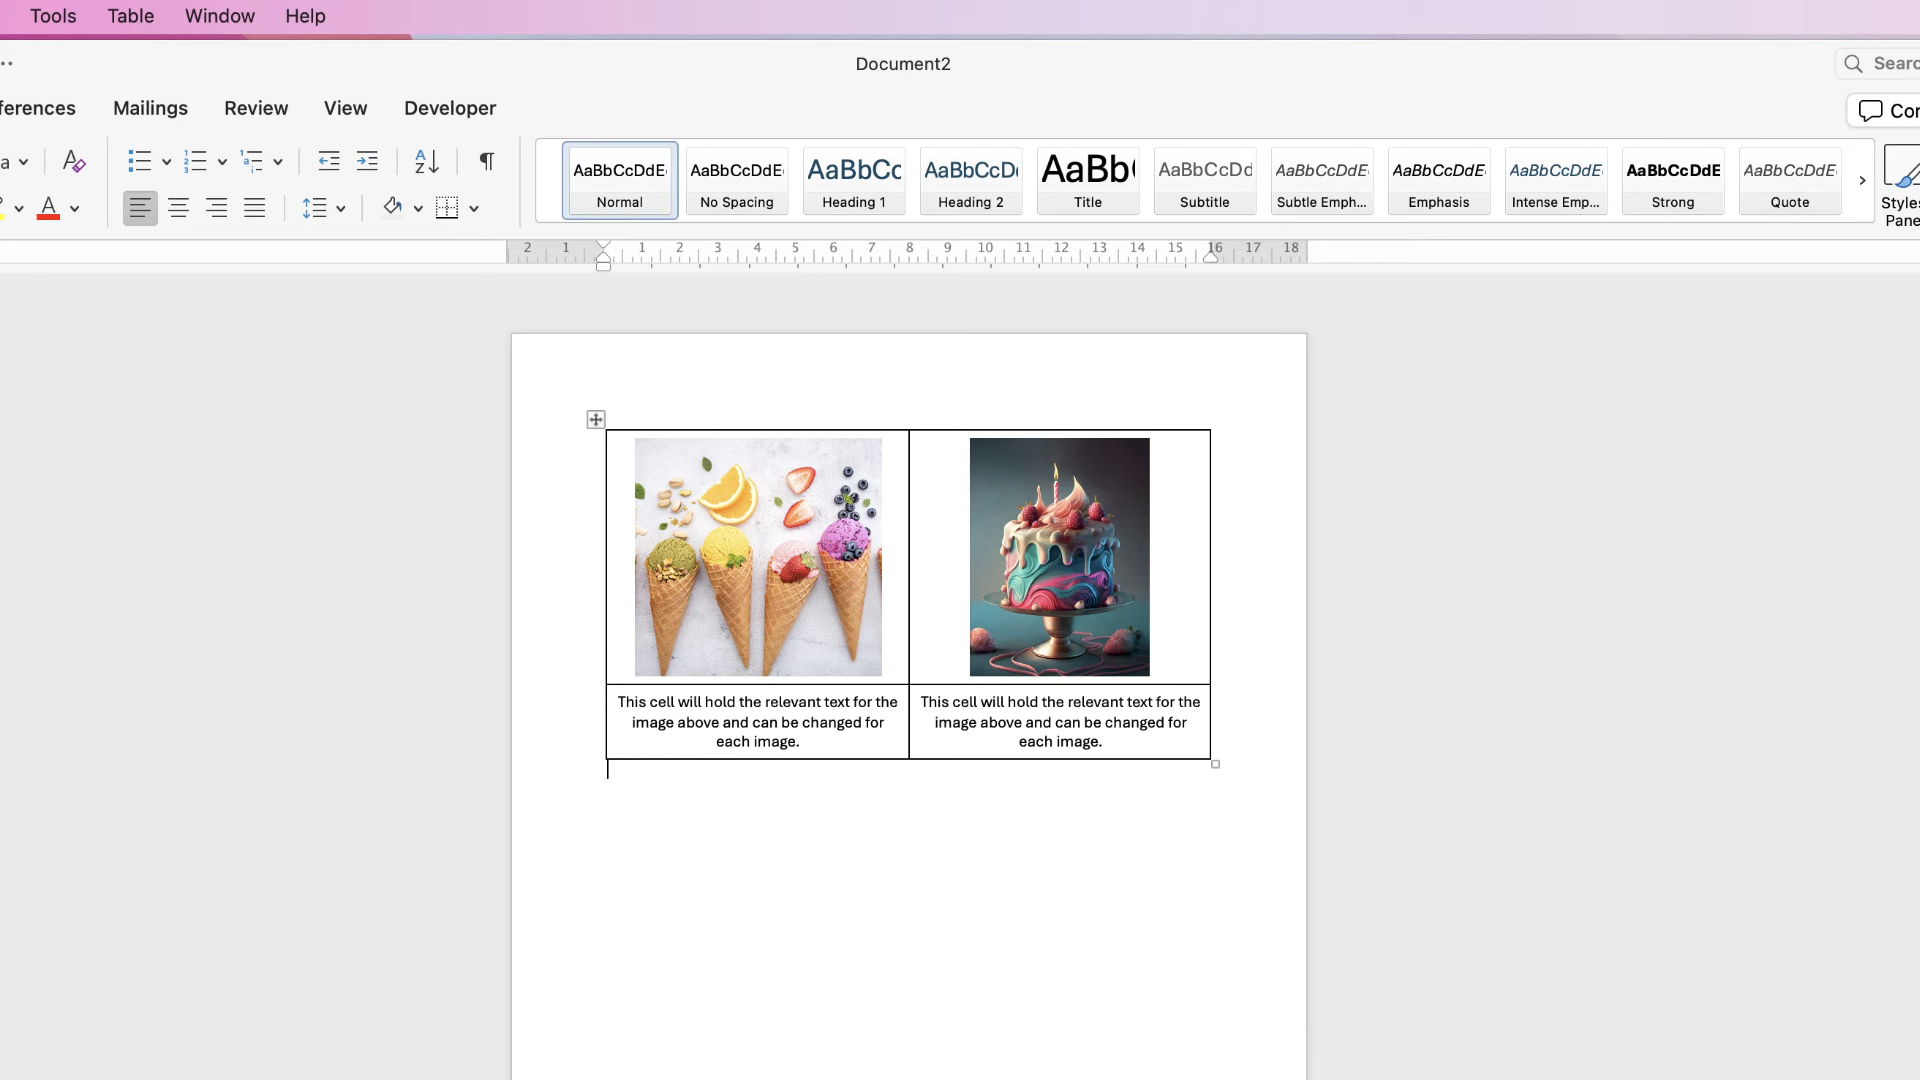 Tools Table Window Help
Document2
Searc
ferences Mailings Review View Developer
Con
AaBbCcDdE AaBbCcDdE AaBbCc AaBbCcD AaBb AaBbCcDd AaBbCcDdE AaBbCcDdE AaBbCcDdE AaBbCcDdE AaBbCcDdE
Normal No Spacing Heading 1 Heading 2 Title Subtitle Subtle Emph... Emphasis Intense Emp... Strong Quote
Styles
Pane
2 1 1 2 3 4 5 6 7 8 9 10 11 12 13 14 15 16 17 18
This cell will hold the relevant text for the
image above and can be changed for
each image.
This cell will hold the relevant text for the
image above and can be changed for
each image.